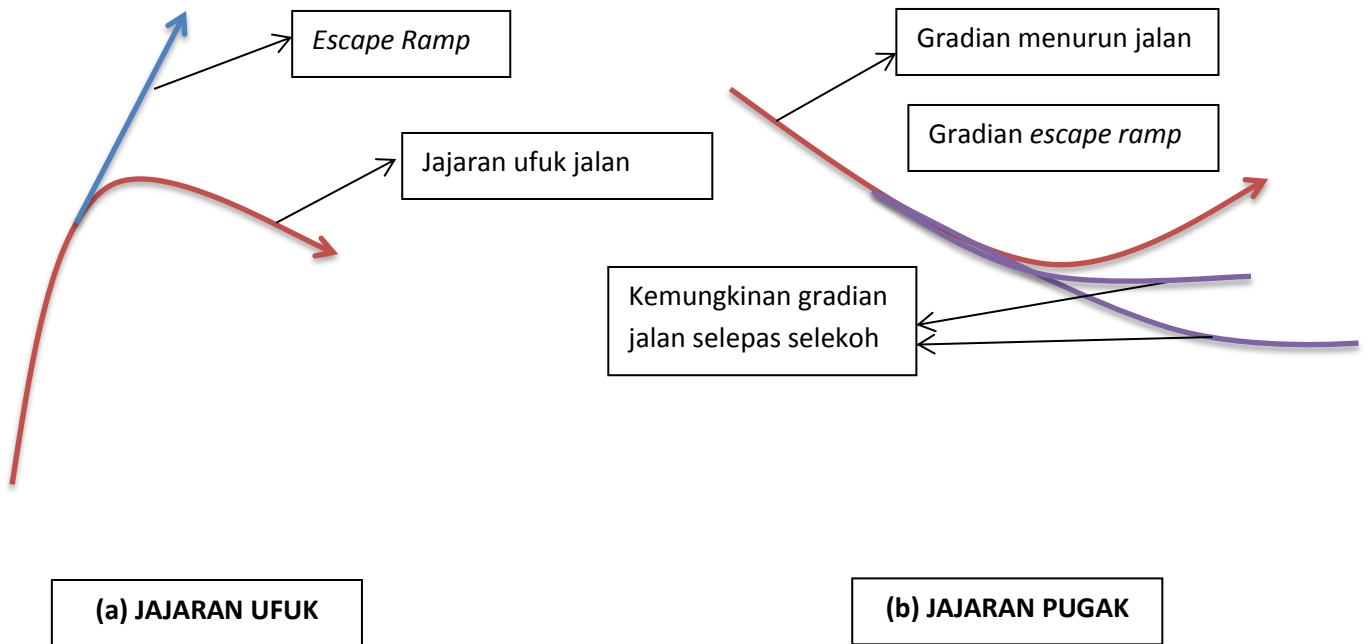 Escape Ramp
Jajaran ufuk jalan
(a) JAJARAN UFUK
Gradian menurun jalan
Gradian escape ramp
Kemungkinan gradian
jalan selepas selekoh
(b) JAJARAN PUGAK